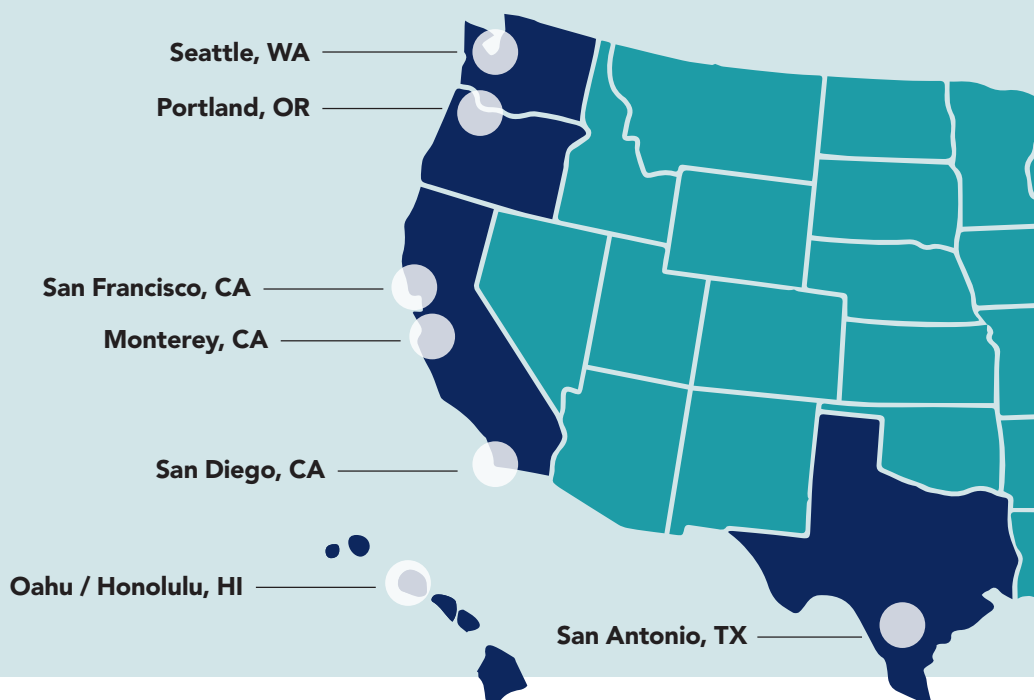 Seattle, WA
Portland, OR
San Francisco, CA
Monterey, CA
San Diego, CA
Oahu / Honolulu, HI
San Antonio, TX